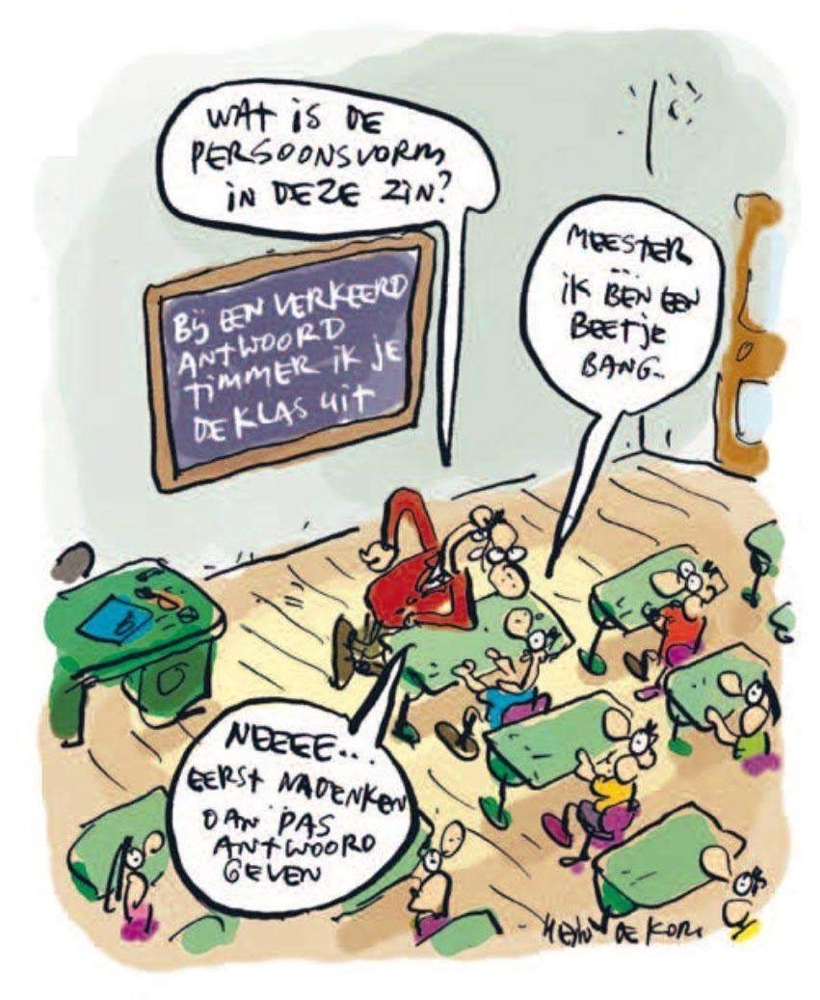 WAT IS DE
PERSOONSVORM
IN DEZE ZIN?
MEESTER
...
IK BEN EEN
BEETJE
BANG..
BIJ EEN VERKEERD
ANTWOORD
TIMMER IK JE
DE KLAS UIT
NEEEE...
EERST NADENKEN
DAN PAS
ANTWOORD
GEVEN
HEIN DE KORT